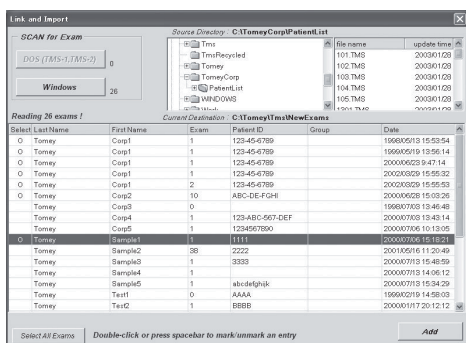 Link and Import
SCAN for Exam
DOS (TMS-1,TMS-2) 0
Windows 26
Reading 26 exams !
Source Directory : C:\TomeyCorp\PatientList
Tms
TmsRecycled
Tomey
TomeyCorp
PatientList
WINDOWS
file name update time
101.TMS 2003/01/28
102.TMS 2003/01/28
103.TMS 2003/01/28
104.TMS 2003/01/28
105.TMS 2003/01/28
1301.TMS 2003/01/28
Current Destination : C:\Tomey\Tms\NewExams
Select Last Name First Name Exam Patient ID Group Date
O Tomey Corp1 1 123-45-6789 1998/05/13 15:53:54
O Tomey Corp1 1 123-45-6789 1999/05/19 13:56:14
O Tomey Corp1 1 123-45-6789 2000/06/23 9:47:14
O Tomey Corp1 1 123-45-6789 2002/03/29 15:55:32
O Tomey Corp1 2 123-45-6789 2002/03/29 15:55:53
O Tomey Corp2 10 ABC-DE-FGHI 2000/06/28 15:03:26
Tomey Corp3 0 1998/07/03 13:46:48
Tomey Corp4 1 123-ABC-567-DEF 2000/07/03 13:43:14
Tomey Corp5 1 1234567890 2000/07/06 10:13:05
O Tomey Sample1 1 1111 2000/07/06 15:18:21
Tomey Sample2 38 2222 2001/05/16 11:20:49
Tomey Sample3 1 3333 2000/07/13 15:48:59
Tomey Sample4 1 2000/07/13 14:06:12
Tomey Sample5 1 abcdefghijk 2000/07/13 15:34:29
Tomey Test1 0 AAAA 1999/02/19 14:58:03
Tomey Test2 1 BBBB 2000/01/17 20:12:12
Select All Exams Double-click or press spacebar to mark/unmark an entry Add